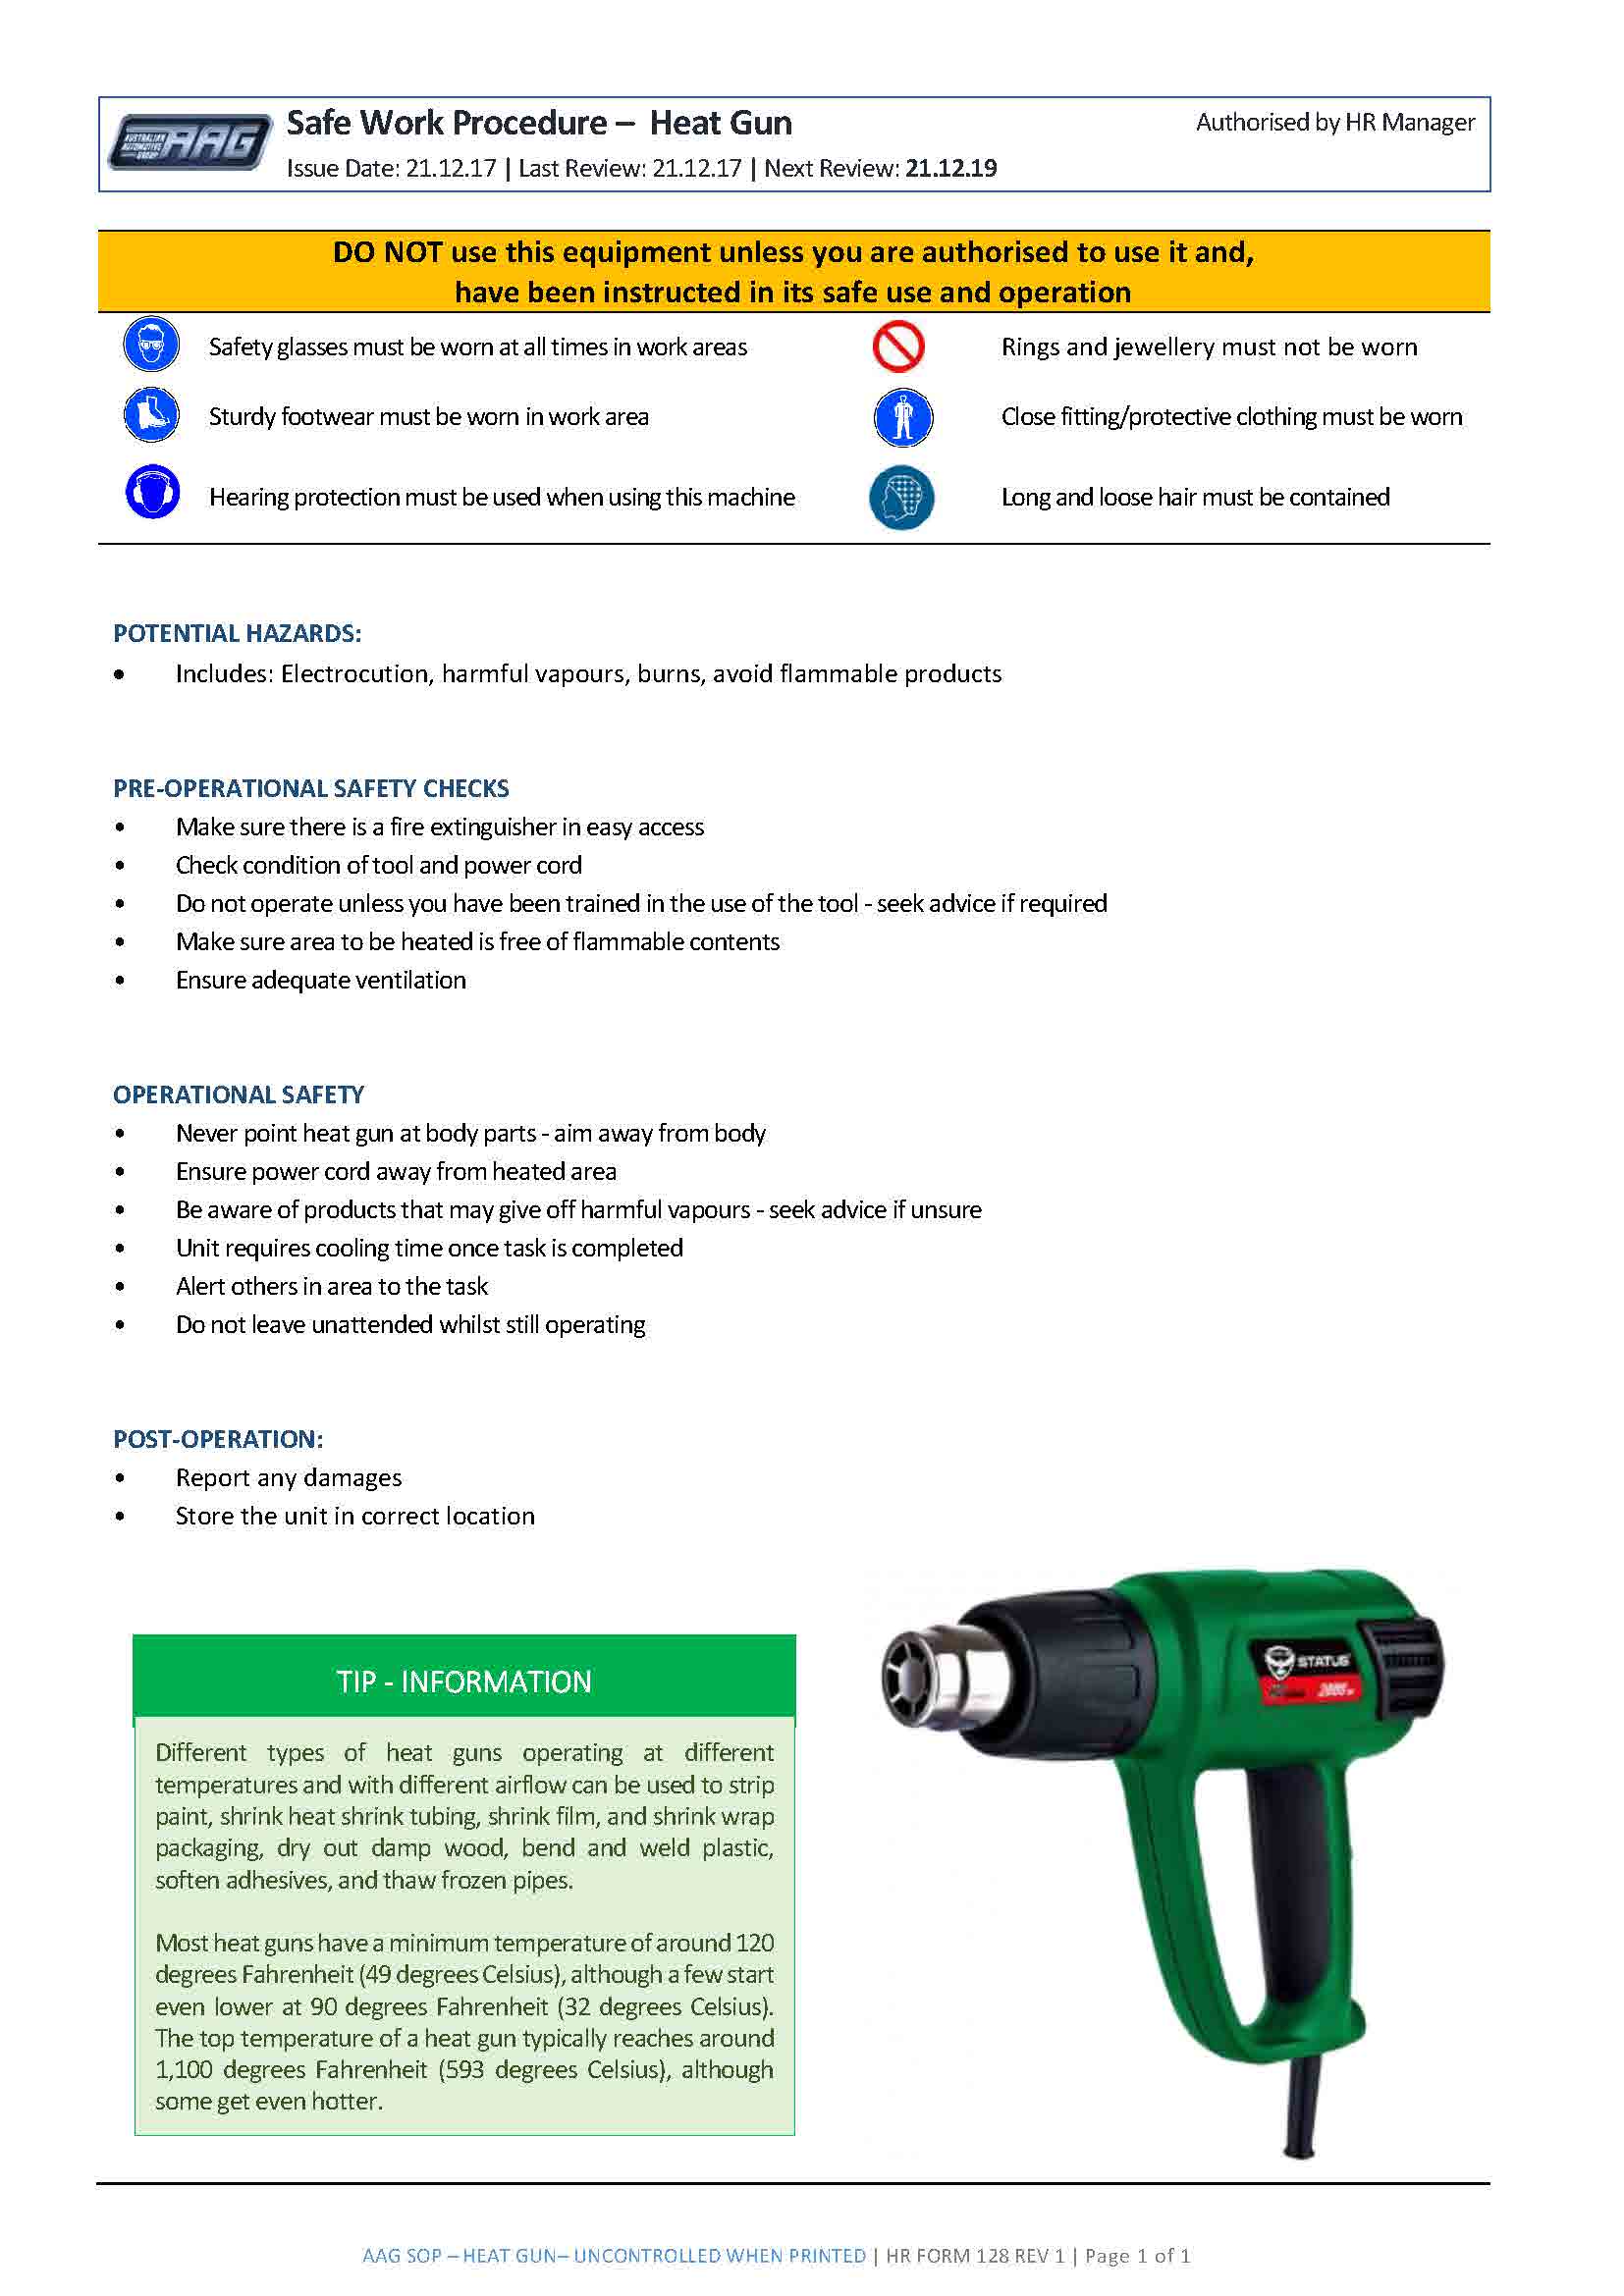 AUSTRALIAN
AUTOMOTIVE
GROUP
AAG
Safe Work Procedure – Heat Gun
Authorised by HR Manager
Issue Date: 21.12.17 | Last Review: 21.12.17 | Next Review: 21.12.19
DO NOT use this equipment unless you are authorised to use it and,
have been instructed in its safe use and operation
Safety glasses must be worn at all times in work areas
Rings and jewellery must not be worn
Sturdy footwear must be worn in work area
Close fitting/protective clothing must be worn
Hearing protection must be used when using this machine
Long and loose hair must be contained
POTENTIAL HAZARDS:
• Includes: Electrocution, harmful vapours, burns, avoid flammable products
PRE-OPERATIONAL SAFETY CHECKS
• Make sure there is a fire extinguisher in easy access
• Check condition of tool and power cord
• Do not operate unless you have been trained in the use of the tool - seek advice if required
• Make sure area to be heated is free of flammable contents
• Ensure adequate ventilation
OPERATIONAL SAFETY
• Never point heat gun at body parts - aim away from body
• Ensure power cord away from heated area
• Be aware of products that may give off harmful vapours - seek advice if unsure
• Unit requires cooling time once task is completed
• Alert others in area to the task
• Do not leave unattended whilst still operating
POST-OPERATION:
• Report any damages
• Store the unit in correct location
TIP - INFORMATION
Different types of heat guns operating at different
temperatures and with different airflow can be used to strip
paint, shrink heat shrink tubing, shrink film, and shrink wrap
packaging, dry out damp wood, bend and weld plastic,
soften adhesives, and thaw frozen pipes.
Most heat guns have a minimum temperature of around 120
degrees Fahrenheit (49 degrees Celsius), although a few start
even lower at 90 degrees Fahrenheit (32 degrees Celsius).
The top temperature of a heat gun typically reaches around
1,100 degrees Fahrenheit (593 degrees Celsius), although
some get even hotter.
STATUS
AAG SOP – HEAT GUN– UNCONTROLLED WHEN PRINTED | HR FORM 128 REV 1 | Page 1 of 1